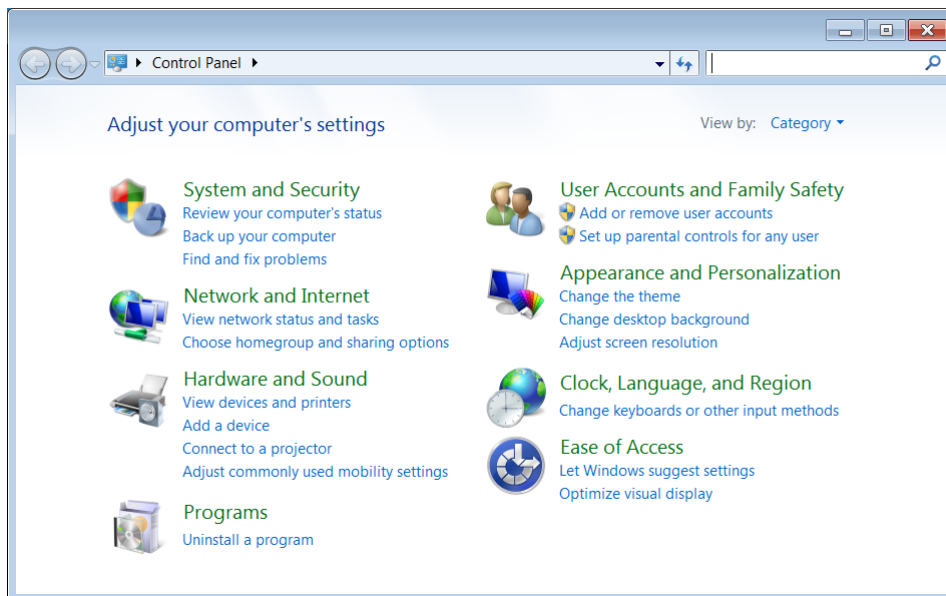 Control Panel
Adjust your computer's settings
View by: Category
System and Security
Review your computer's status
Back up your computer
Find and fix problems
Network and Internet
View network status and tasks
Choose homegroup and sharing options
Hardware and Sound
View devices and printers
Add a device
Connect to a projector
Adjust commonly used mobility settings
Programs
Uninstall a program
User Accounts and Family Safety
Add or remove user accounts
Set up parental controls for any user
Appearance and Personalization
Change the theme
Change desktop background
Adjust screen resolution
Clock, Language, and Region
Change keyboards or other input methods
Ease of Access
Let Windows suggest settings
Optimize visual display